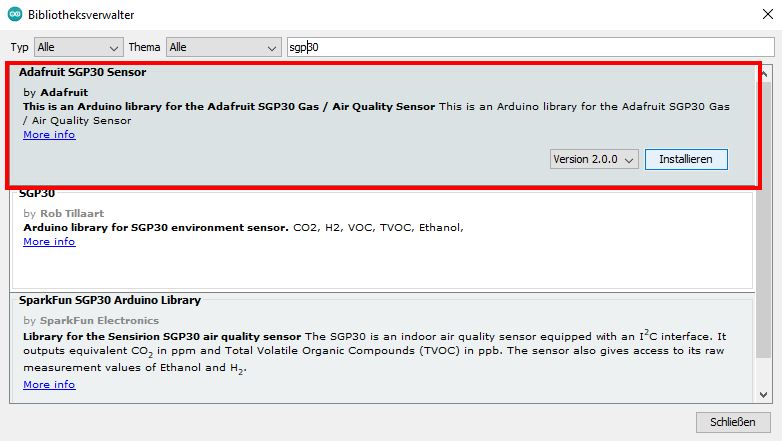 Bibliotheksverwalter
Typ Alle Thema Alle sgp30
Adafruit SGP30 Sensor
by Adafruit
This is an Arduino library for the Adafruit SGP30 Gas / Air Quality Sensor This is an Arduino library for the Adafruit SGP30 Gas
/ Air Quality Sensor
More info
Version 2.0.0 Installieren
SGP30
by Rob Tillaart
Arduino library for SGP30 environment sensor. CO2, H2, VOC, TVOC, Ethanol,
More info
SparkFun SGP30 Arduino Library
by SparkFun Electronics
Library for the Sensirion SGP30 air quality sensor The SGP30 is an indoor air quality sensor equipped with an I²C interface. It
outputs equivalent CO₂ in ppm and Total Volatile Organic Compounds (TVOC) in ppb. The sensor also gives access to its raw
measurement values of Ethanol and H₂.
More info
Schließen